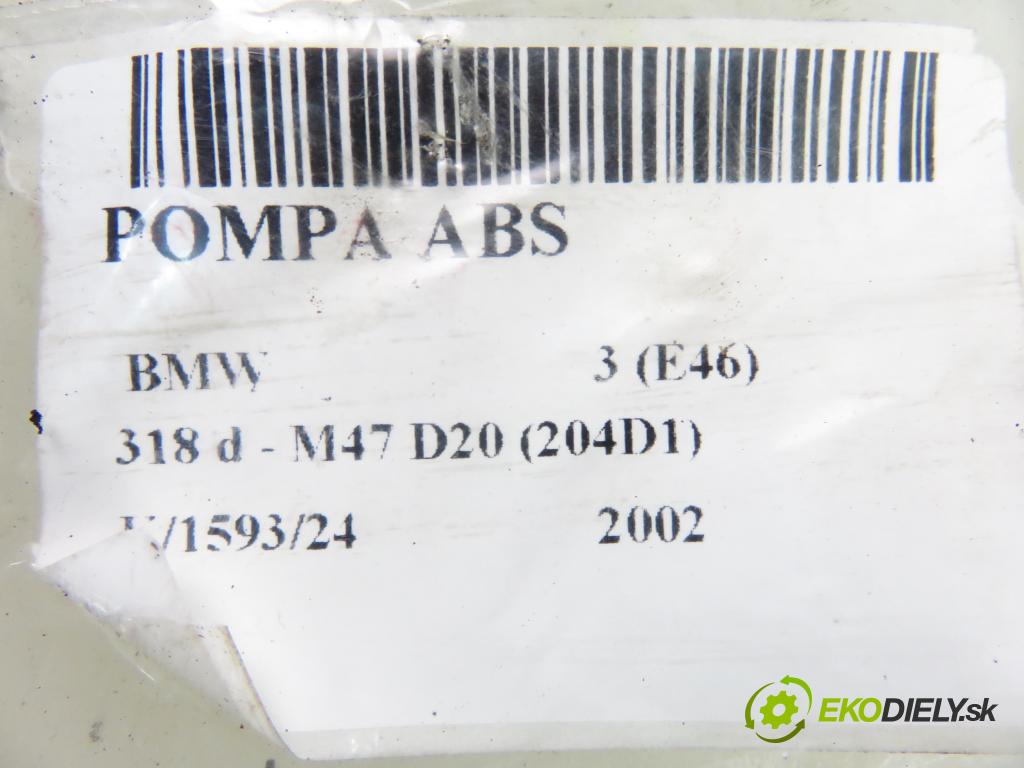 POMPA ABS
BMW 3 (E46)
318 d - M47 D20 (204D1)
/1593/24 2002
EKODIELY.sk